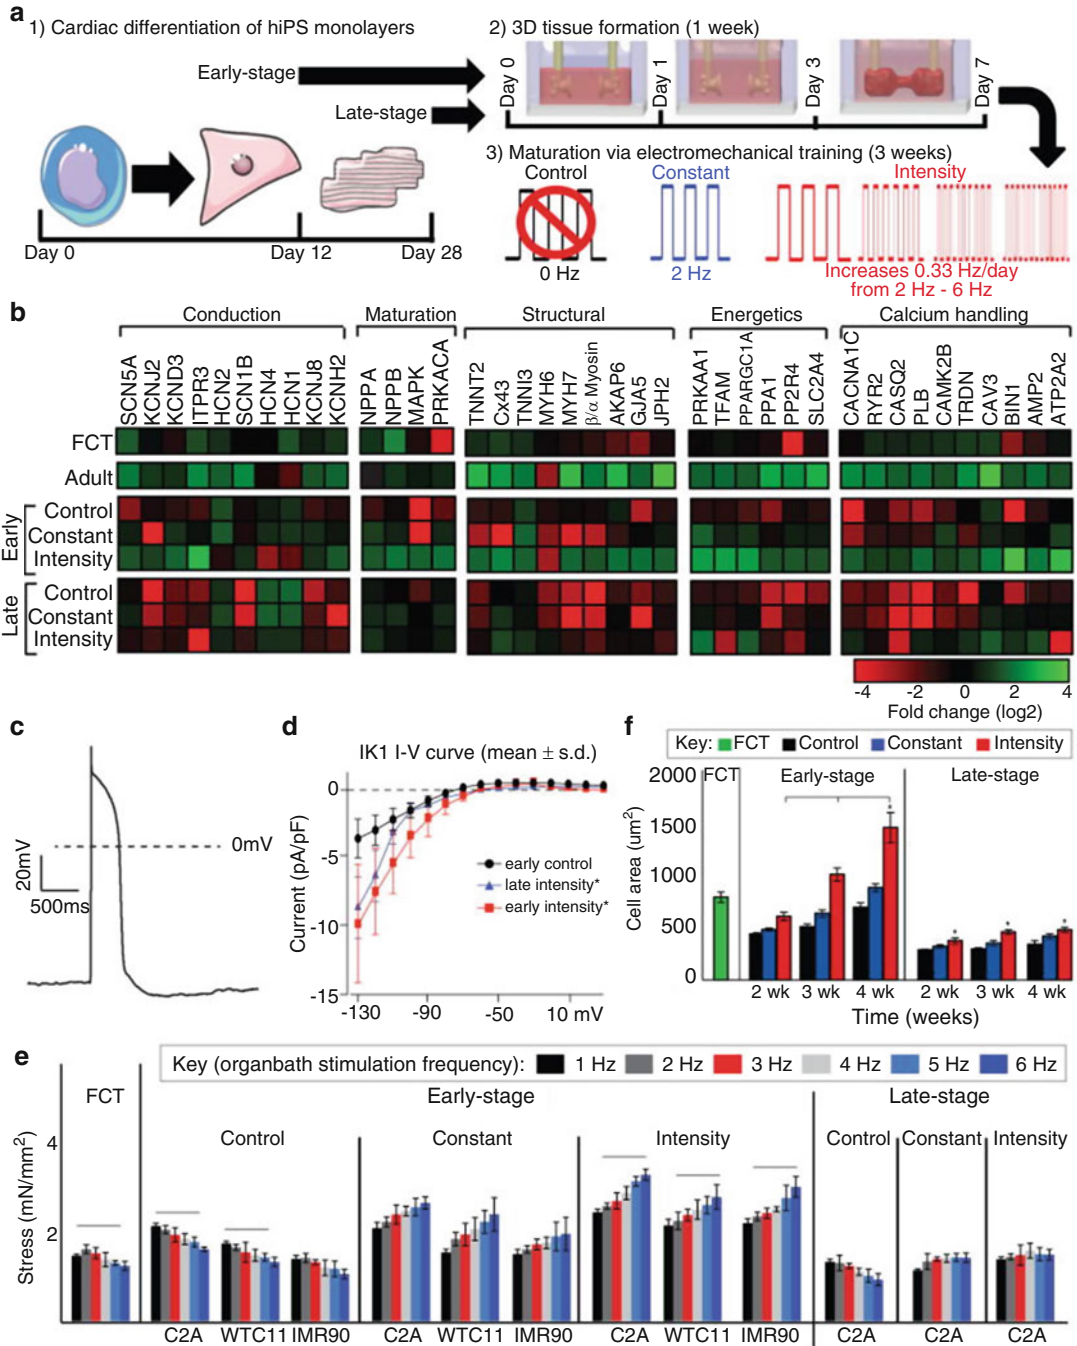 a
1) Cardiac differentiation of hiPS monolayers
2) 3D tissue formation (1 week)
Early-stage
Late-stage
Day 0
Day 1
Day 3
Day 7
Day 0
Day 12
Day 28
3) Maturation via electromechanical training (3 weeks)
Control
Constant
Intensity
0 Hz
2 Hz
Increases 0.33 Hz/day
from 2 Hz - 6 Hz
b
Conduction
Maturation
Structural
Energetics
Calcium handling
SCN5A
KCNJ2
KCND3
ITPR3
HCN2
SCN1B
HCN4
HCN1
KCNJ8
KCNH2
NPPA
NPPB
MAPK
PRKACA
TNNT2
Cx43
TNNI3
MYH6
MYH7
β/α Myosin
AKAP6
GJA5
JPH2
PRKAA1
TFAM
PPARGC1A
PPA1
PP2R4
SLC2A4
CACNA1C
RYR2
CASQ2
PLB
CAMK2B
TRDN
CAV3
BIN1
AMP2
ATP2A2
FCT
Adult
Early
Control
Constant
Intensity
Late
Control
Constant
Intensity
-4 -2 0 2 4
Fold change (log2)
c
0mV
20mV
500ms
d
IK1 I-V curve (mean ± s.d.)
Current (pA/pF)
0
-5
-10
-15
early control
late intensity*
early intensity*
-130 -90 -50 10 mV
f
Key: FCT Control Constant Intensity
FCT
Early-stage
Late-stage
Cell area (um²)
2000
1500
1000
500
0
* * * *
2 wk 3 wk 4 wk 2 wk 3 wk 4 wk
Time (weeks)
e
Key (organbath stimulation frequency): 1 Hz 2 Hz 3 Hz 4 Hz 5 Hz 6 Hz
FCT
Early-stage
Late-stage
Control
Constant
Intensity
Control
Constant
Intensity
Stress (mN/mm²)
4
2
C2A WTC11 IMR90 C2A WTC11 IMR90 C2A WTC11 IMR90 C2A C2A C2A